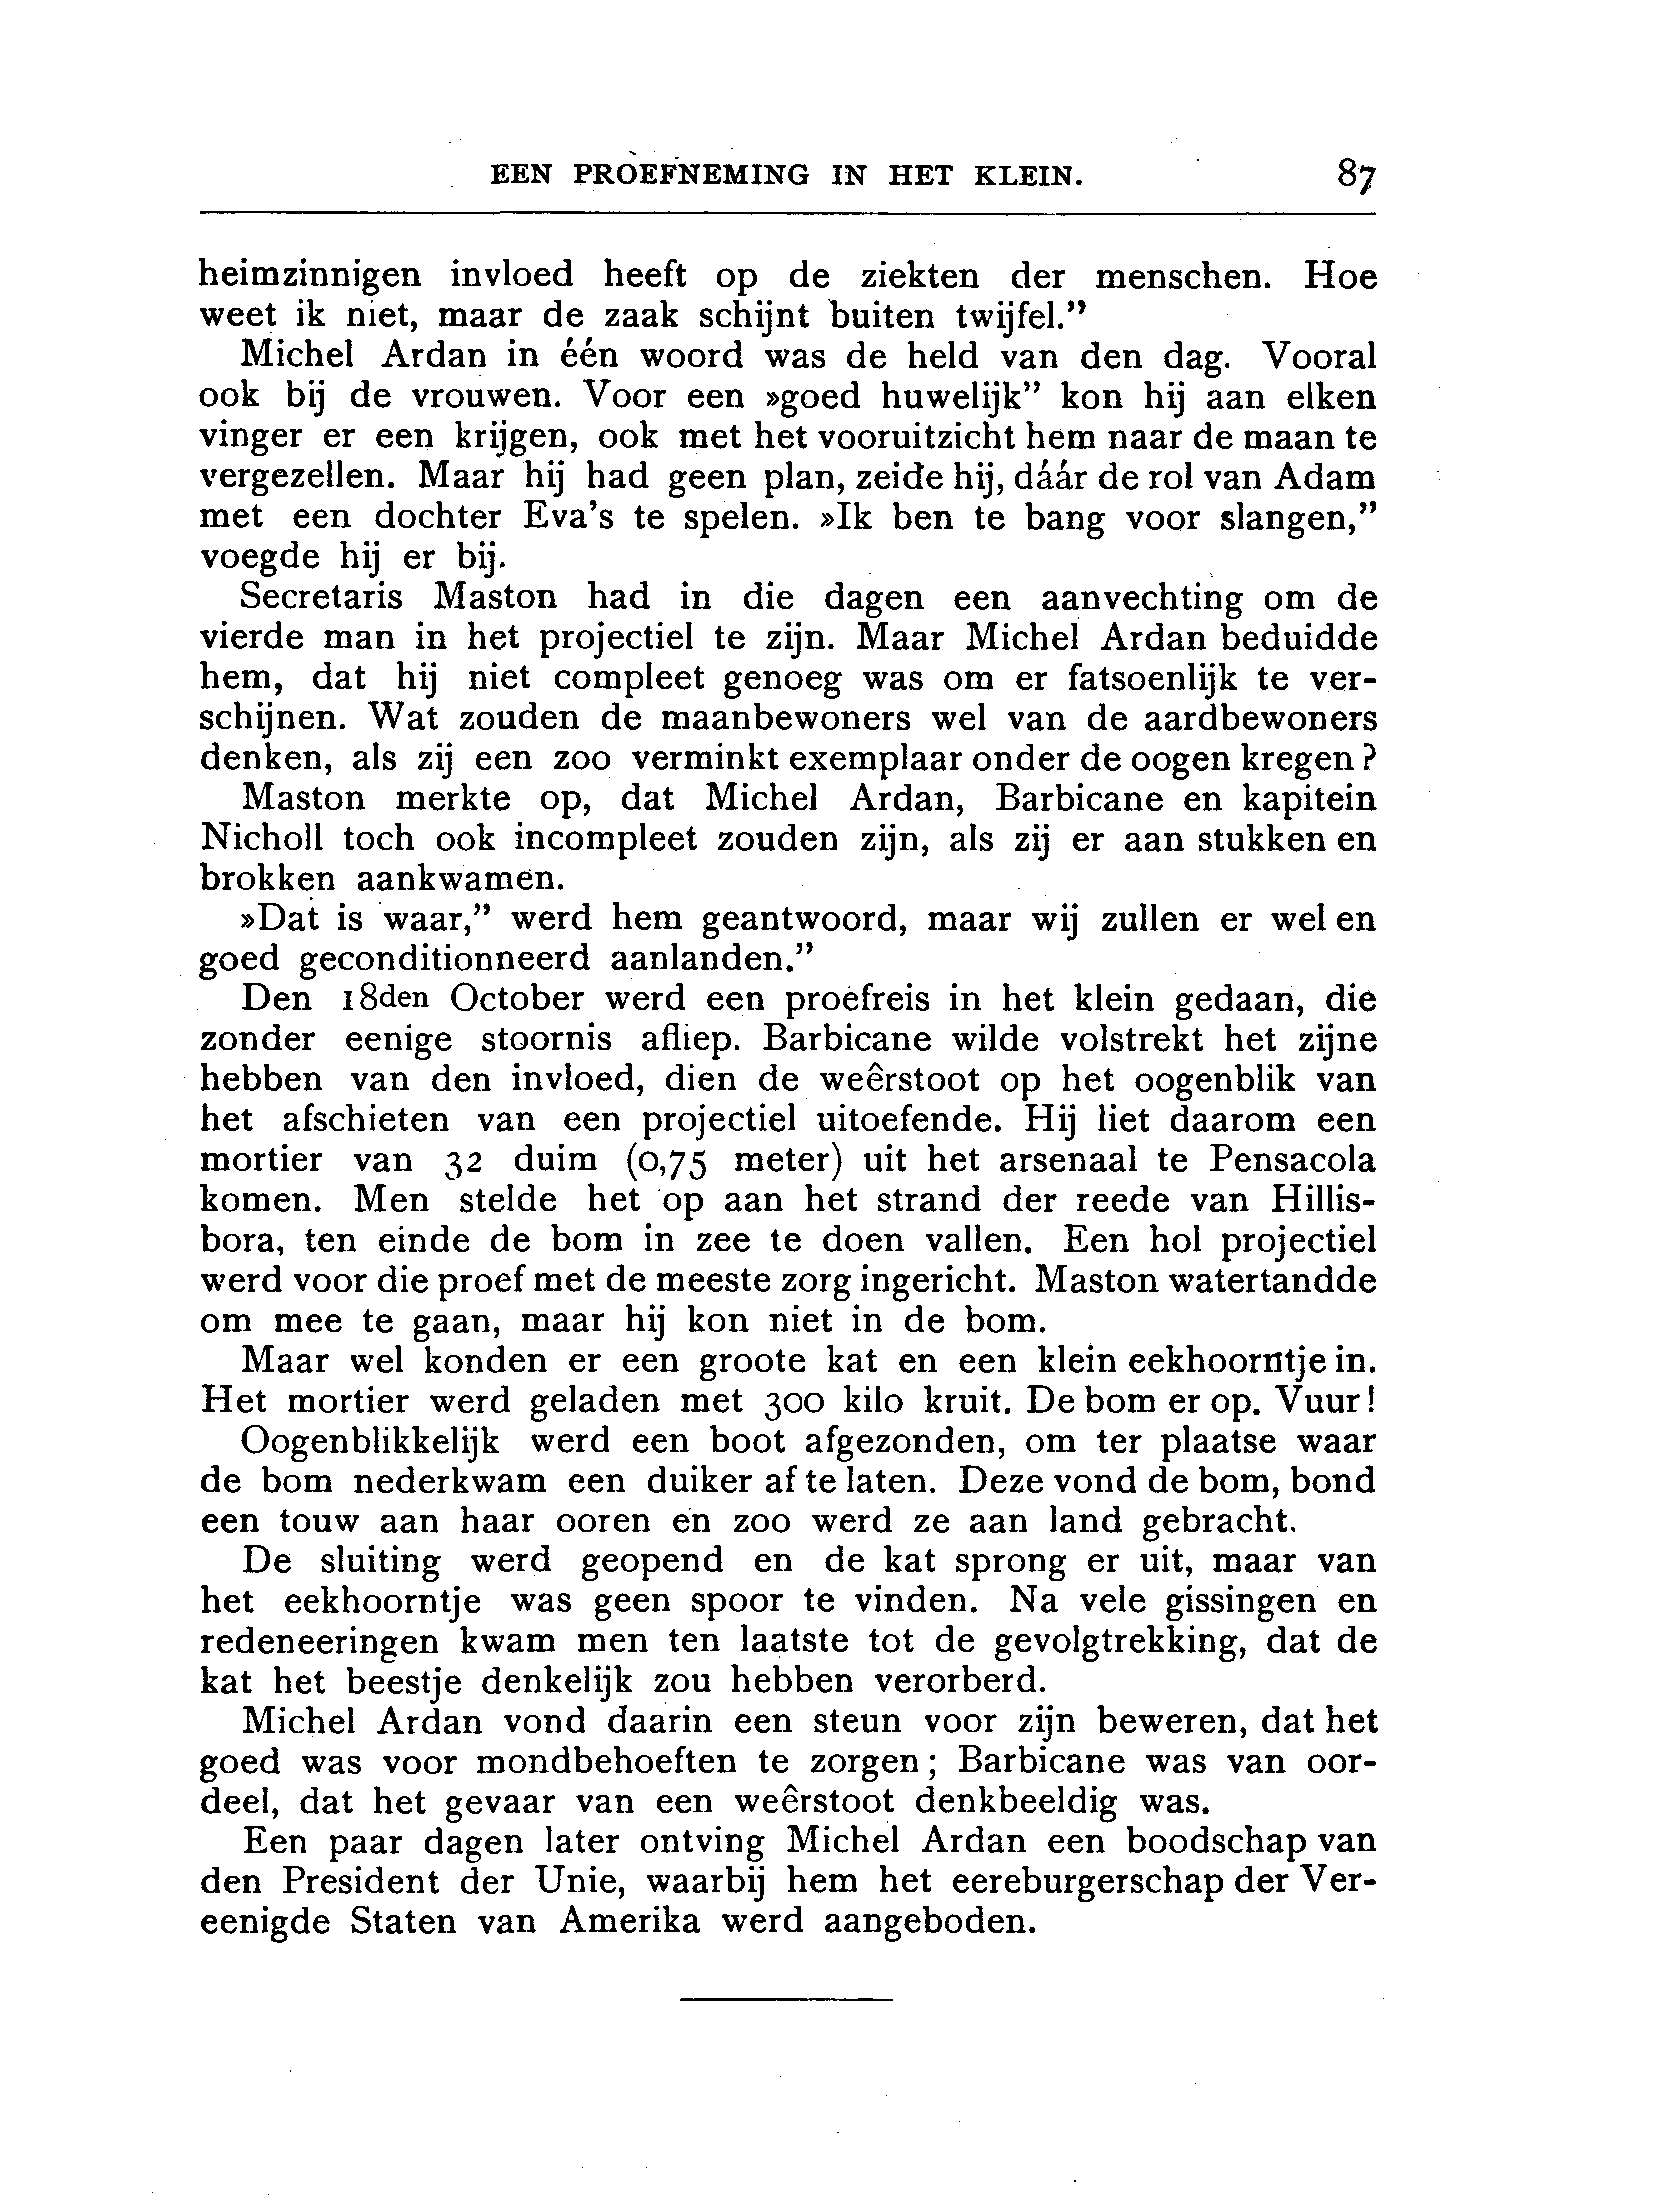 EEN PROEFNEMING IN HET KLEIN. 87
heimzinnigen invloed heeft op de ziekten der menschen. Hoe
weet ik niet, maar de zaak schijnt buiten twijfel.”
Michel Ardan in één woord was de held van den dag. Vooral
ook bij de vrouwen. Voor een »goed huwelijk” kon hij aan elken
vinger er een krijgen, ook met het vooruitzicht hem naar de maan te
vergezellen. Maar hij had geen plan, zeide hij, dáár de rol van Adam
met een dochter Eva’s te spelen. »Ik ben te bang voor slangen,”
voegde hij er bij.
Secretaris Maston had in die dagen een aanvechting om de
vierde man in het projectiel te zijn. Maar Michel Ardan beduidde
hem, dat hij niet compleet genoeg was om er fatsoenlijk te ver-
schijnen. Wat zouden de maanbewoners wel van de aardbewoners
denken, als zij een zoo verminkt exemplaar onder de oogen kregen?
Maston merkte op, dat Michel Ardan, Barbicane en kapitein
Nicholl toch ook incompleet zouden zijn, als zij er aan stukken en
brokken aankwamen.
»Dat is waar,” werd hem geantwoord, maar wij zullen er wel en
goed geconditionneerd aanlanden.”
Den 18den October werd een proefreis in het klein gedaan, die
zonder eenige stoornis afliep. Barbicane wilde volstrekt het zijne
hebben van den invloed, dien de weêrstoot op het oogenblik van
het afschieten van een projectiel uitoefende. Hij liet daarom een
mortier van 32 duim (0,75 meter) uit het arsenaal te Pensacola
komen. Men stelde het op aan het strand der reede van Hillis-
bora, ten einde de bom in zee te doen vallen. Een hol projectiel
werd voor die proef met de meeste zorg ingericht. Maston watertandde
om mee te gaan, maar hij kon niet in de bom.
Maar wel konden er een groote kat en een klein eekhoorntje in.
Het mortier werd geladen met 300 kilo kruit. De bom er op. Vuur!
Oogenblikkelijk werd een boot afgezonden, om ter plaatse waar
de bom nederkwam een duiker af te laten. Deze vond de bom, bond
een touw aan haar ooren en zoo werd ze aan land gebracht.
De sluiting werd geopend en de kat sprong er uit, maar van
het eekhoorntje was geen spoor te vinden. Na vele gissingen en
redeneeringen kwam men ten laatste tot de gevolgtrekking, dat de
kat het beestje denkelijk zou hebben verorberd.
Michel Ardan vond daarin een steun voor zijn beweren, dat het
goed was voor mondbehoeften te zorgen; Barbicane was van oor-
deel, dat het gevaar van een weêrstoot denkbeeldig was.
Een paar dagen later ontving Michel Ardan een boodschap van
den President der Unie, waarbij hem het eereburgerschap der Ver-
eenigde Staten van Amerika werd aangeboden.